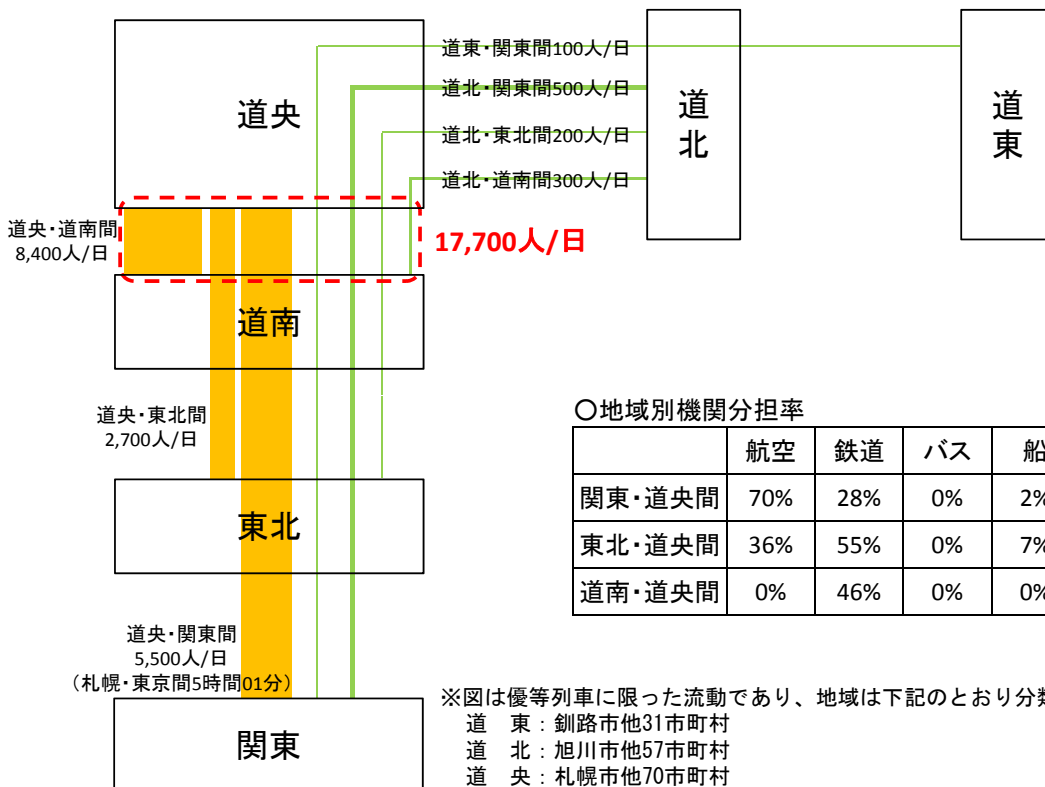 道央
道東・関東間100人/日
道北・関東間500人/日
道北・東北間200人/日
道北・道南間300人/日
道北
道東
道央・道南間
8,400人/日
17,700人/日
道南
道央・東北間
2,700人/日
東北
道央・関東間
5,500人/日
（札幌・東京間5時間01分）
関東
〇地域別機関分担率
航空 鉄道 バス 船
関東・道央間 70% 28% 0% 2%
東北・道央間 36% 55% 0% 7%
道南・道央間 0% 46% 0% 0%
※図は優等列車に限った流動であり、地域は下記のとおり分類
道　東：釧路市他31市町村
道　北：旭川市他57市町村
道　央：札幌市他70市町村